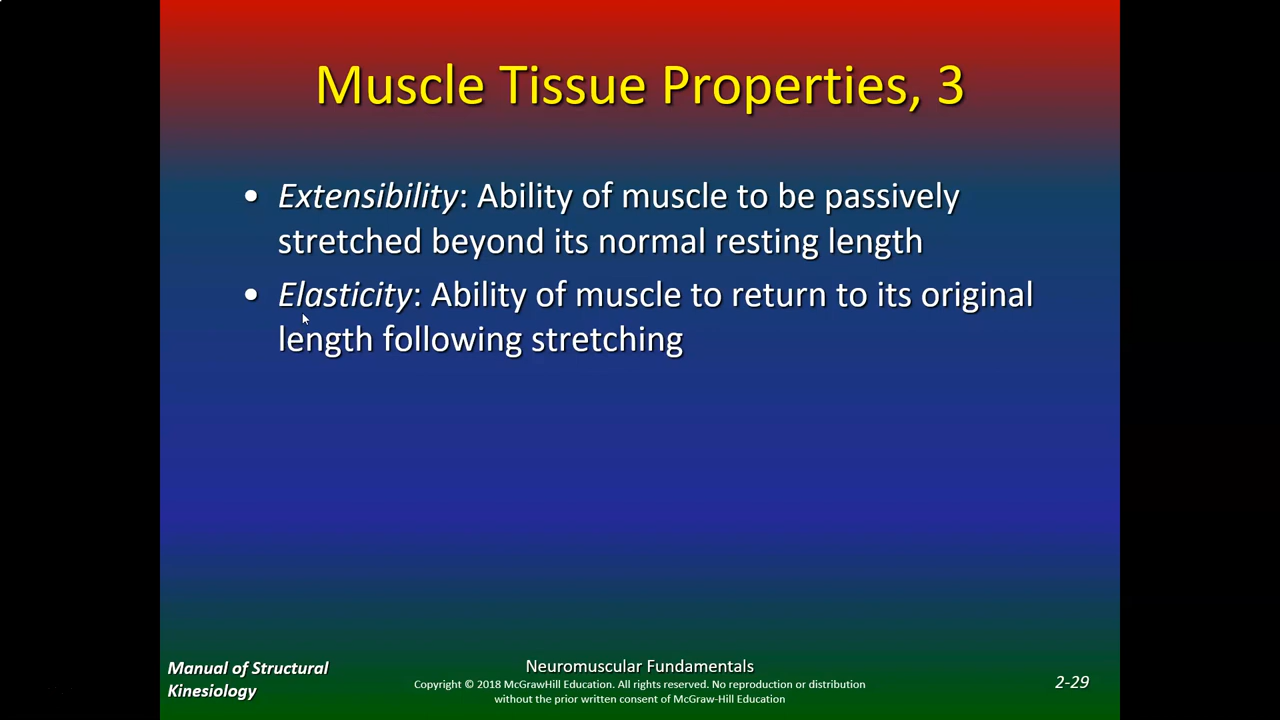 Muscle Tissue Properties, 3
• Extensibility: Ability of muscle to be passively
stretched beyond its normal resting length
• Elasticity: Ability of muscle to return to its original
length following stretching
Manual of Structural
Kinesiology
Neuromuscular Fundamentals
Copyright © 2018 McGrawHill Education. All rights reserved. No reproduction or distribution
without the prior written consent of McGraw-Hill Education
2-29